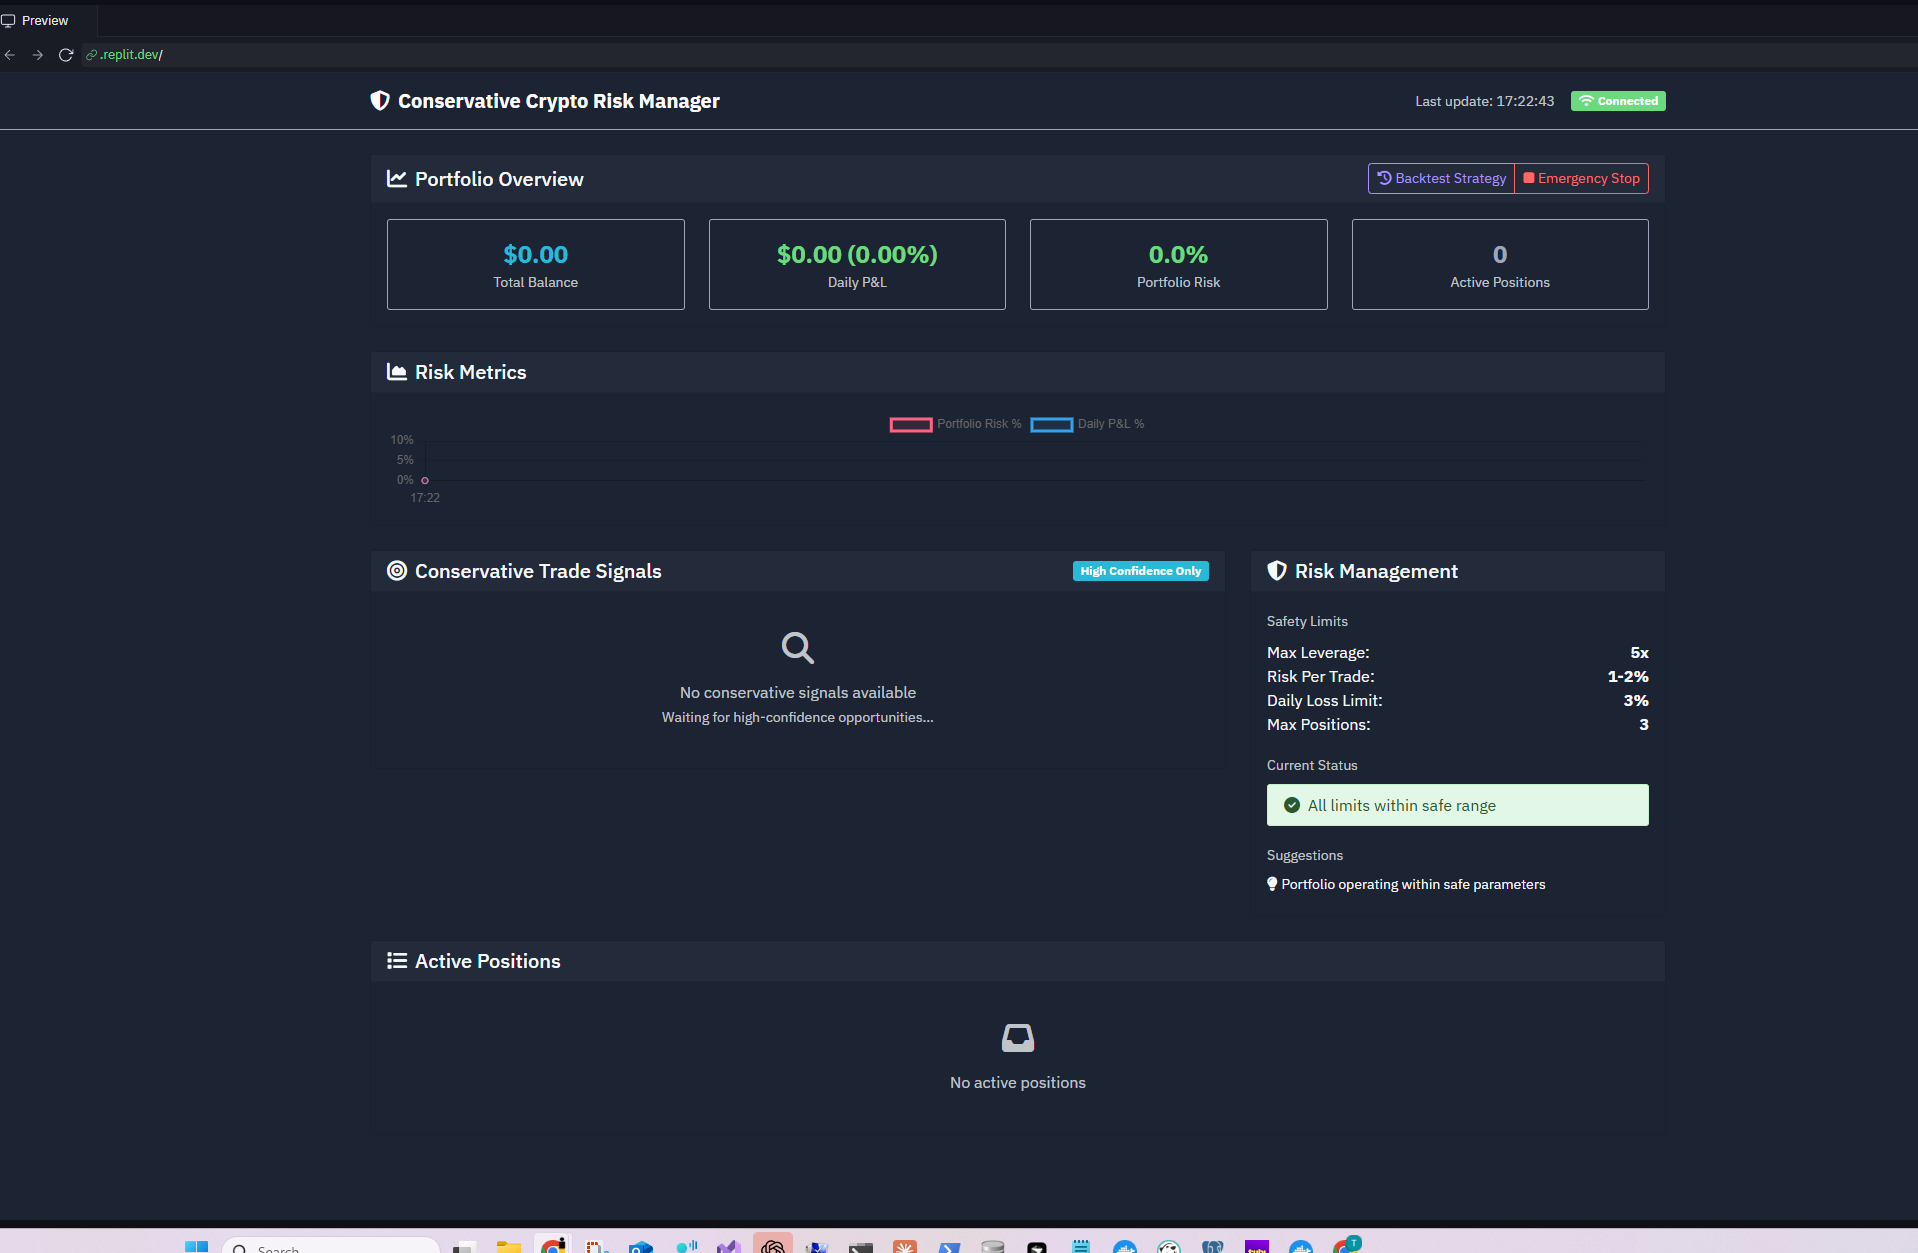 Preview
.replit.dev/
Conservative Crypto Risk Manager
Last update: 17:22:43
Connected
Portfolio Overview
Backtest Strategy
Emergency Stop
$0.00
Total Balance
$0.00 (0.00%)
Daily P&L
0.0%
Portfolio Risk
0
Active Positions
Risk Metrics
Portfolio Risk %
Daily P&L %
10%
5%
0%
17:22
Conservative Trade Signals
High Confidence Only
No conservative signals available
Waiting for high-confidence opportunities...
Risk Management
Safety Limits
Max Leverage: 5x
Risk Per Trade: 1-2%
Daily Loss Limit: 3%
Max Positions: 3
Current Status
All limits within safe range
Suggestions
Portfolio operating within safe parameters
Active Positions
No active positions
Search
T